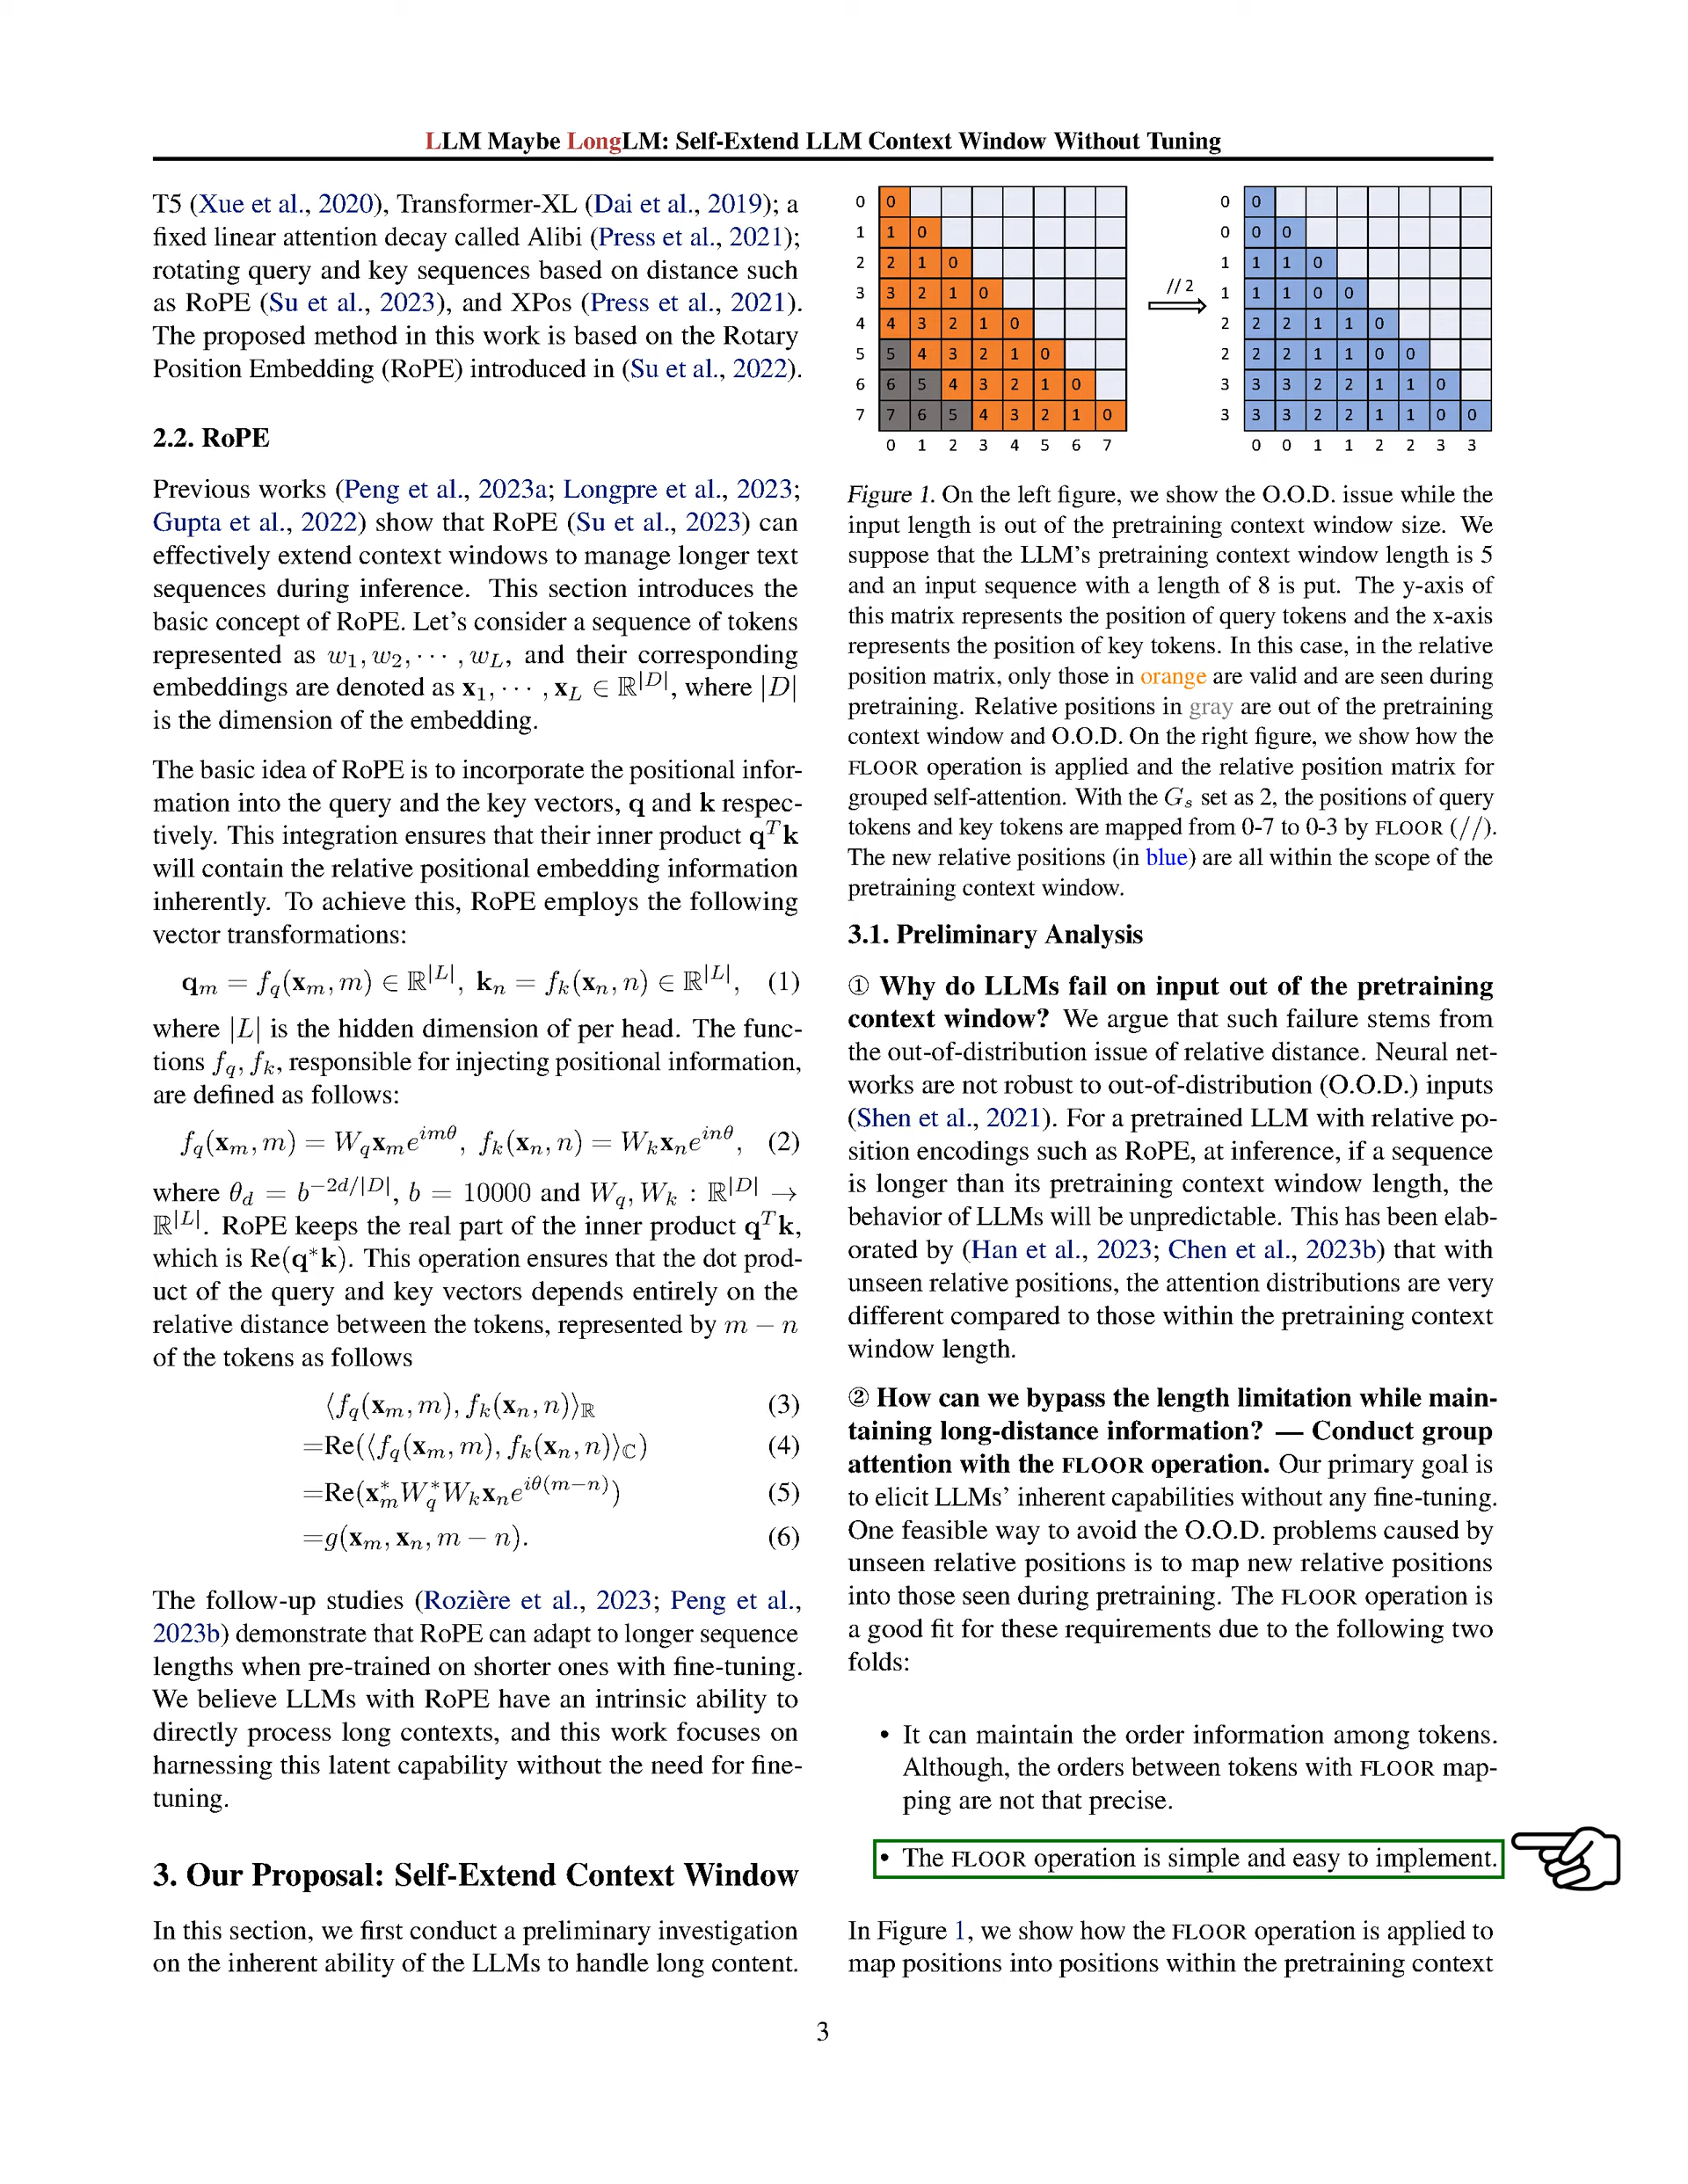 LLM Maybe LongLM: Self-Extend LLM Context Window Without Tuning
T5 (Xue et al., 2020), Transformer-XL (Dai et al., 2019); a
fixed linear attention decay called Alibi (Press et al., 2021);
rotating query and key sequences based on distance such
as RoPE (Su et al., 2023), and XPos (Press et al., 2021).
The proposed method in this work is based on the Rotary
Position Embedding (RoPE) introduced in (Su et al., 2022).
2.2. RoPE
Previous works (Peng et al., 2023a; Longpre et al., 2023;
Gupta et al., 2022) show that RoPE (Su et al., 2023) can
effectively extend context windows to manage longer text
sequences during inference. This section introduces the
basic concept of RoPE. Let's consider a sequence of tokens
represented as w₁, w₂, ⋯ , w_L, and their corresponding
embeddings are denoted as x₁, ⋯ , x_L ∈ ℝ^|D|, where |D|
is the dimension of the embedding.
The basic idea of RoPE is to incorporate the positional infor-
mation into the query and the key vectors, q and k respec-
tively. This integration ensures that their inner product q^T k
will contain the relative positional embedding information
inherently. To achieve this, RoPE employs the following
vector transformations:
q_m = f_q(x_m, m) ∈ ℝ^|L|, k_n = f_k(x_n, n) ∈ ℝ^|L|, (1)
where |L| is the hidden dimension of per head. The func-
tions f_q, f_k, responsible for injecting positional information,
are defined as follows:
f_q(x_m, m) = W_q x_m e^{imθ}, f_k(x_n, n) = W_k x_n e^{inθ}, (2)
where θ_d = b^{−2d/|D|}, b = 10000 and W_q, W_k : ℝ^|D| →
ℝ^|L|. RoPE keeps the real part of the inner product q^T k,
which is Re(q*k). This operation ensures that the dot prod-
uct of the query and key vectors depends entirely on the
relative distance between the tokens, represented by m − n
of the tokens as follows
⟨f_q(x_m, m), f_k(x_n, n)⟩_ℝ (3)
=Re(⟨f_q(x_m, m), f_k(x_n, n)⟩_ℂ) (4)
=Re(x*_m W*_q W_k x_n e^{iθ(m−n)}) (5)
=g(x_m, x_n, m − n). (6)
The follow-up studies (Rozière et al., 2023; Peng et al.,
2023b) demonstrate that RoPE can adapt to longer sequence
lengths when pre-trained on shorter ones with fine-tuning.
We believe LLMs with RoPE have an intrinsic ability to
directly process long contexts, and this work focuses on
harnessing this latent capability without the need for fine-
tuning.
3. Our Proposal: Self-Extend Context Window
In this section, we first conduct a preliminary investigation
on the inherent ability of the LLMs to handle long content.
0 0
1 1 0
2 2 1 0
3 3 2 1 0
4 4 3 2 1 0
5 5 4 3 2 1 0
6 6 5 4 3 2 1 0
7 7 6 5 4 3 2 1 0
0 1 2 3 4 5 6 7
// 2
0 0
0 0 0
1 1 1 0
1 1 1 0 0
2 2 2 1 1 0
2 2 2 1 1 0 0
3 3 3 2 2 1 1 0
3 3 3 2 2 1 1 0 0
0 0 1 1 2 2 3 3
Figure 1. On the left figure, we show the O.O.D. issue while the
input length is out of the pretraining context window size. We
suppose that the LLM's pretraining context window length is 5
and an input sequence with a length of 8 is put. The y-axis of
this matrix represents the position of query tokens and the x-axis
represents the position of key tokens. In this case, in the relative
position matrix, only those in orange are valid and are seen during
pretraining. Relative positions in gray are out of the pretraining
context window and O.O.D. On the right figure, we show how the
FLOOR operation is applied and the relative position matrix for
grouped self-attention. With the G_s set as 2, the positions of query
tokens and key tokens are mapped from 0-7 to 0-3 by FLOOR (//).
The new relative positions (in blue) are all within the scope of the
pretraining context window.
3.1. Preliminary Analysis
① Why do LLMs fail on input out of the pretraining
context window? We argue that such failure stems from
the out-of-distribution issue of relative distance. Neural net-
works are not robust to out-of-distribution (O.O.D.) inputs
(Shen et al., 2021). For a pretrained LLM with relative po-
sition encodings such as RoPE, at inference, if a sequence
is longer than its pretraining context window length, the
behavior of LLMs will be unpredictable. This has been elab-
orated by (Han et al., 2023; Chen et al., 2023b) that with
unseen relative positions, the attention distributions are very
different compared to those within the pretraining context
window length.
② How can we bypass the length limitation while main-
taining long-distance information? — Conduct group
attention with the FLOOR operation. Our primary goal is
to elicit LLMs' inherent capabilities without any fine-tuning.
One feasible way to avoid the O.O.D. problems caused by
unseen relative positions is to map new relative positions
into those seen during pretraining. The FLOOR operation is
a good fit for these requirements due to the following two
folds:
• It can maintain the order information among tokens.
Although, the orders between tokens with FLOOR map-
ping are not that precise.
• The FLOOR operation is simple and easy to implement.
In Figure 1, we show how the FLOOR operation is applied to
map positions into positions within the pretraining context
3